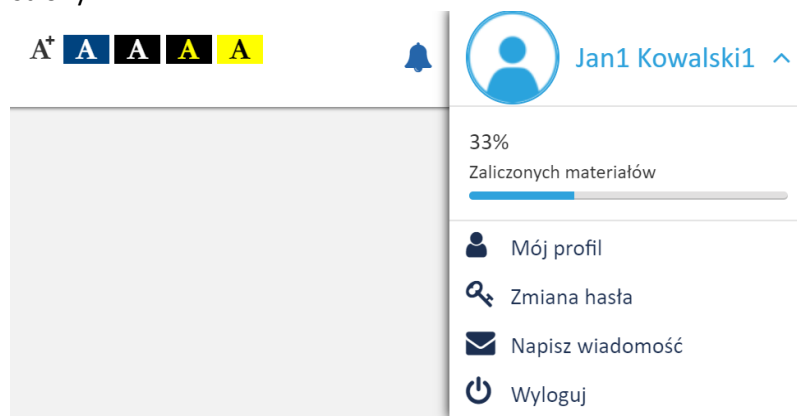 A+ A A A A
Jan1 Kowalski1
33%
Zaliczonych materiałów
Mój profil
Zmiana hasła
Napisz wiadomość
Wyloguj